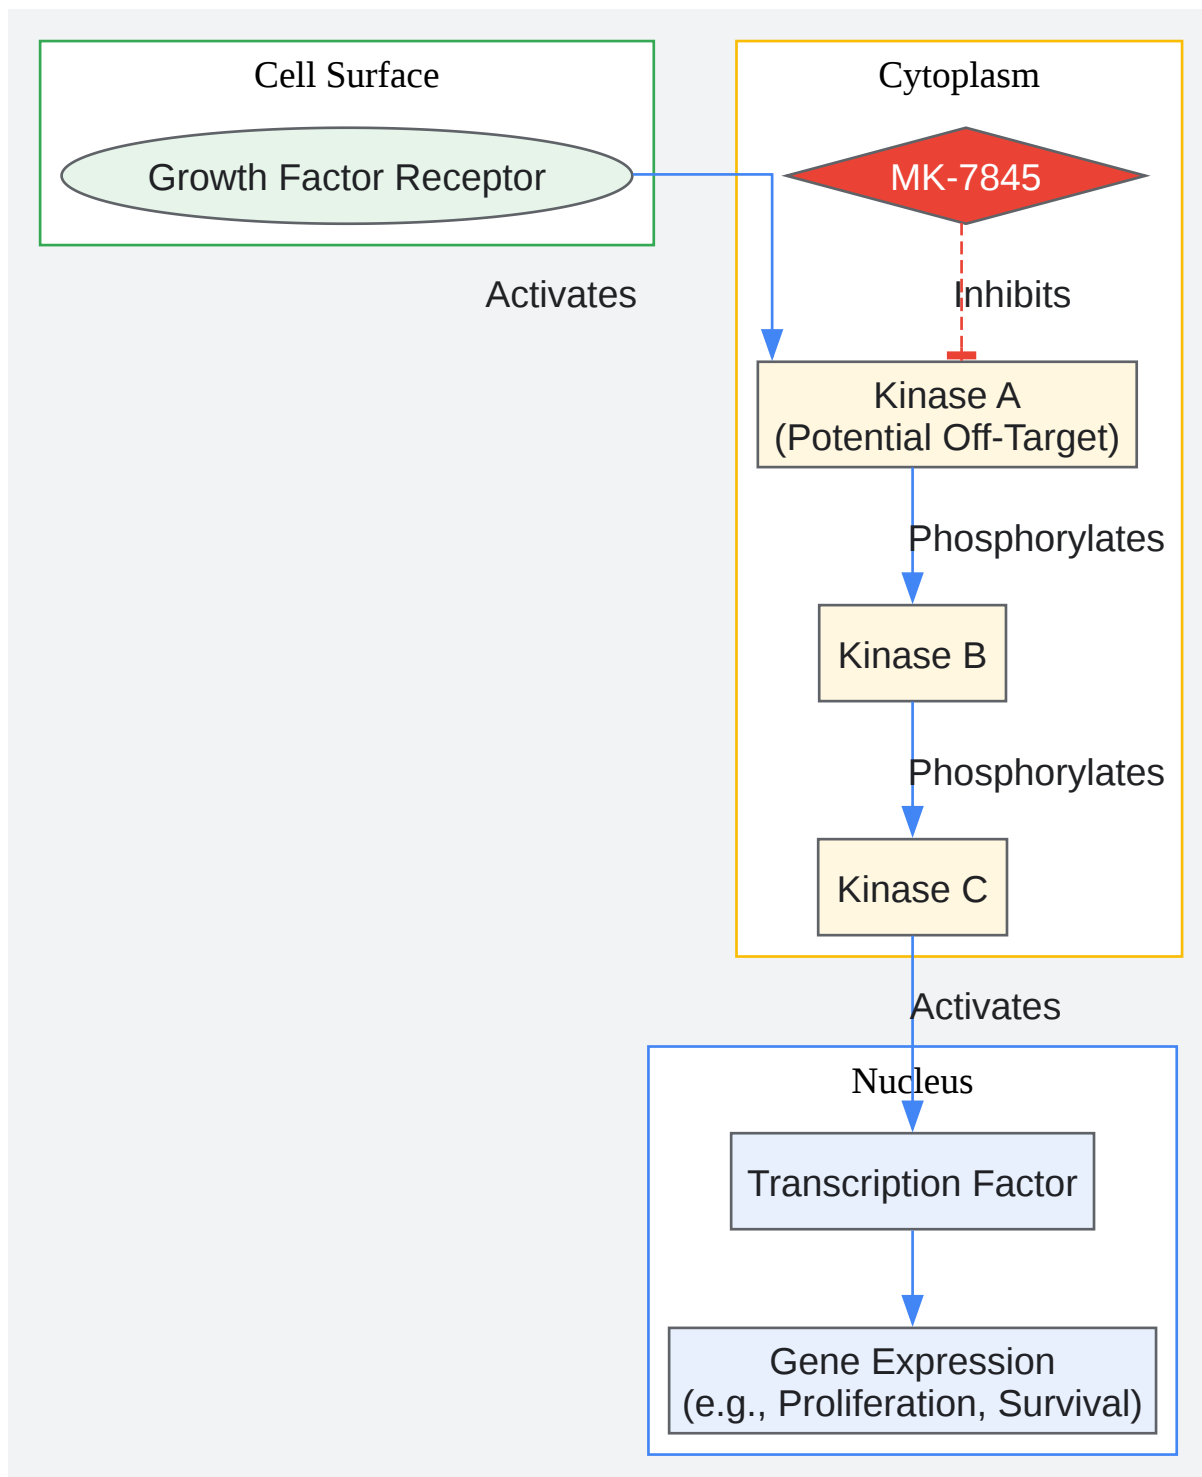 Cell Surface
Growth Factor Receptor
Cytoplasm
MK-7845
Activates
Inhibits
Kinase A
(Potential Off-Target)
Phosphorylates
Kinase B
Phosphorylates
Kinase C
Activates
Nucleus
Transcription Factor
Gene Expression
(e.g., Proliferation, Survival)